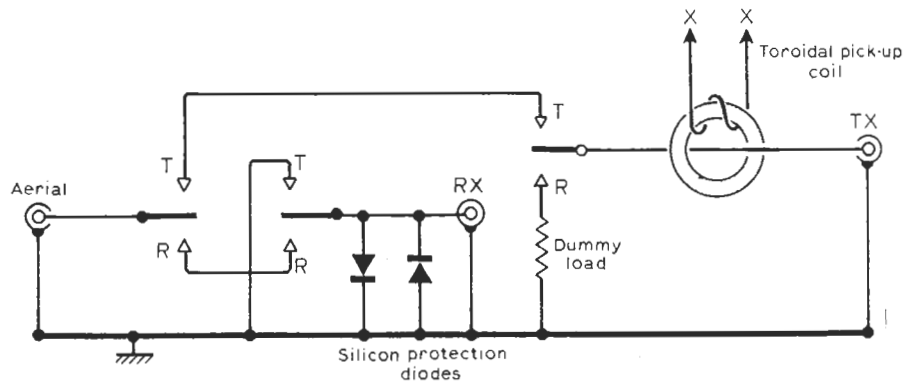 X X
Toroidal pick-up
coil
T
TX
T T
Aerial
RX
R
R R
Dummy
load
Silicon protection
diodes